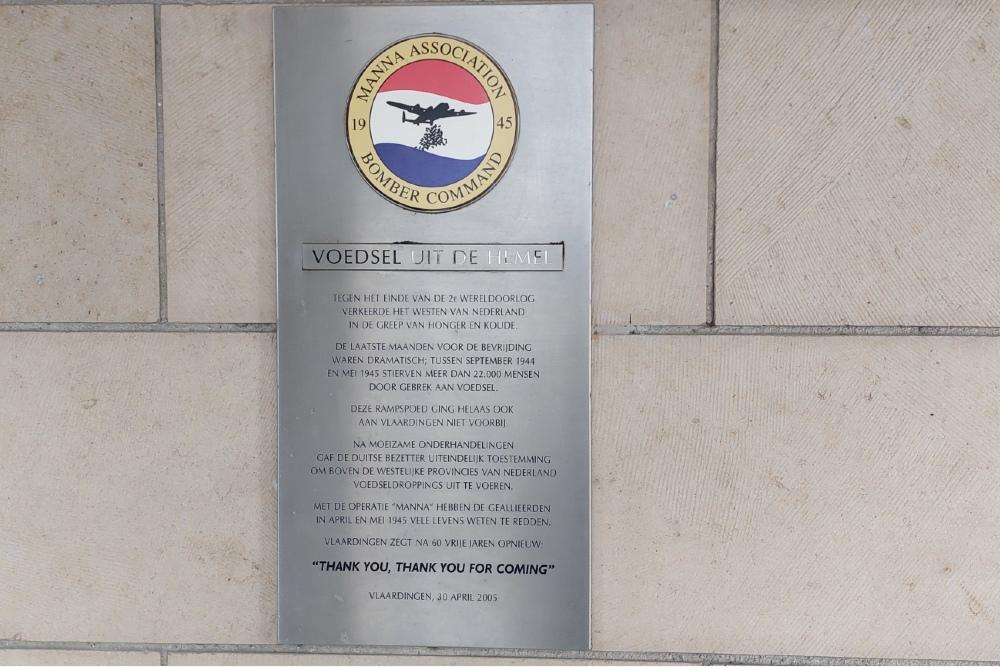 MANNA ASSOCIATION
19 45
BOMBER COMMAND
VOEDSEL UIT DE HEMEL
TEGEN HET EINDE VAN DE 2E WERELDOORLOG
VERKEERDE HET WESTEN VAN NEDERLAND
IN DE GREEP VAN HONGER EN KOUDE.
DE LAATSTE MAANDEN VOOR DE BEVRIJDING
WAREN DRAMATISCH; TUSSEN SEPTEMBER 1944
EN MEI 1945 STIERVEN MEER DAN 22.000 MENSEN
DOOR GEBREK AAN VOEDSEL.
DEZE RAMPSPOED GING HELAAS OOK
AAN VLAARDINGEN NIET VOORBIJ.
NA MOEIZAME ONDERHANDELINGEN
GAF DE DUITSE BEZETTER UITEINDELIJK TOESTEMMING
OM BOVEN DE WESTELIJKE PROVINCIES VAN NEDERLAND
VOEDSELDROPPINGS UIT TE VOEREN.
MET DE OPERATIE "MANNA" HEBBEN DE GEALLIEERDEN
IN APRIL EN MEI 1945 VELE LEVENS WETEN TE REDDEN.
VLAARDINGEN ZEGT NA 60 VRIJE JAREN OPNIEUW:
"THANK YOU, THANK YOU FOR COMING"
VLAARDINGEN, 30 APRIL 2005